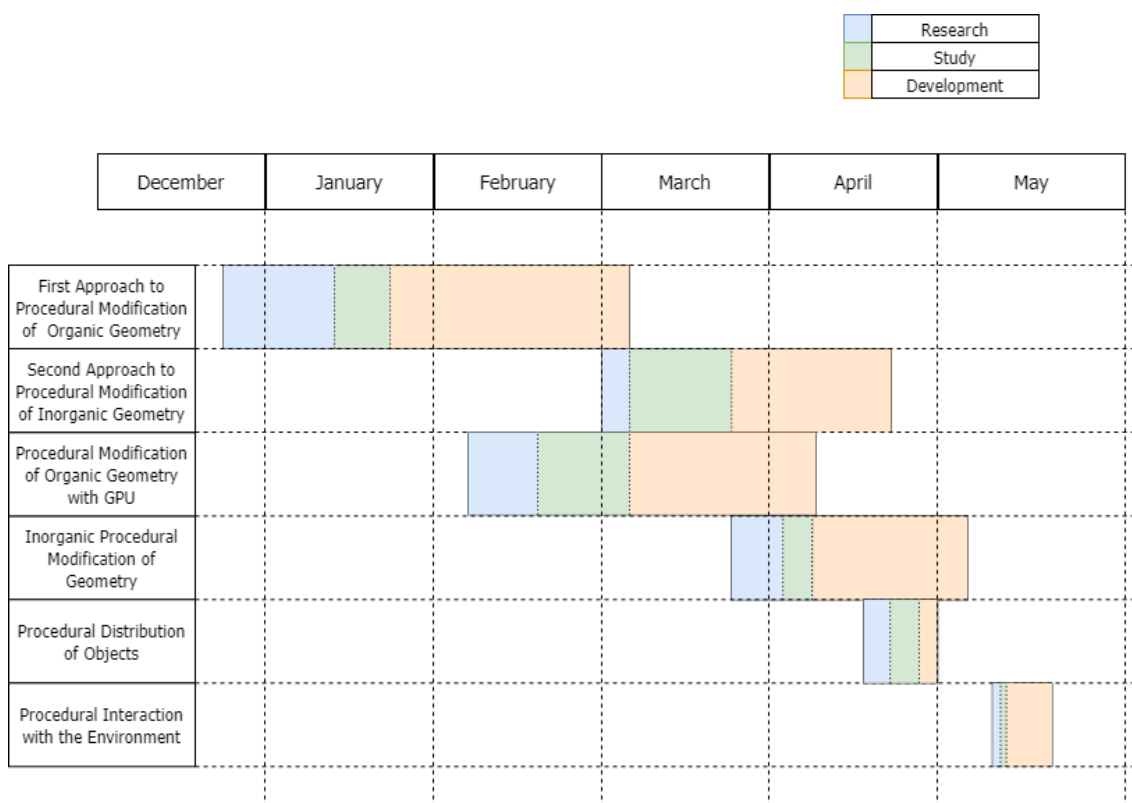 Research
Study
Development
December
January
February
March
April
May
First Approach to
Procedural Modification
of Organic Geometry
Second Approach to
Procedural Modification
of Inorganic Geometry
Procedural Modification
of Organic Geometry
with GPU
Inorganic Procedural
Modification of
Geometry
Procedural Distribution
of Objects
Procedural Interaction
with the Environment